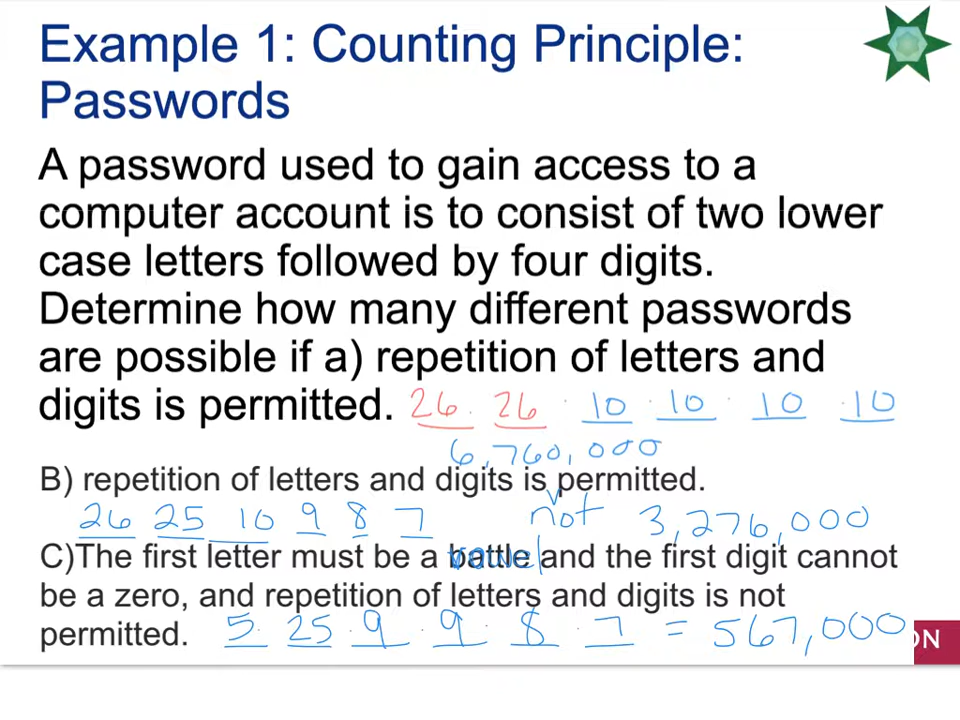 Example 1: Counting Principle:
Passwords
A password used to gain access to a
computer account is to consist of two lower
case letters followed by four digits.
Determine how many different passwords
are possible if a) repetition of letters and
digits is permitted. 26 · 26 · 10 · 10 · 10 · 10
6,760,000
B) repetition of letters and digits is permitted.
26 25 10 9 8 7 not 3,276,000
C)The first letter must be a battle vowel and the first digit cannot
be a zero, and repetition of letters and digits is not
permitted. 5 · 25 · 9 · 9 · 8 · 7 = 567,000
ON